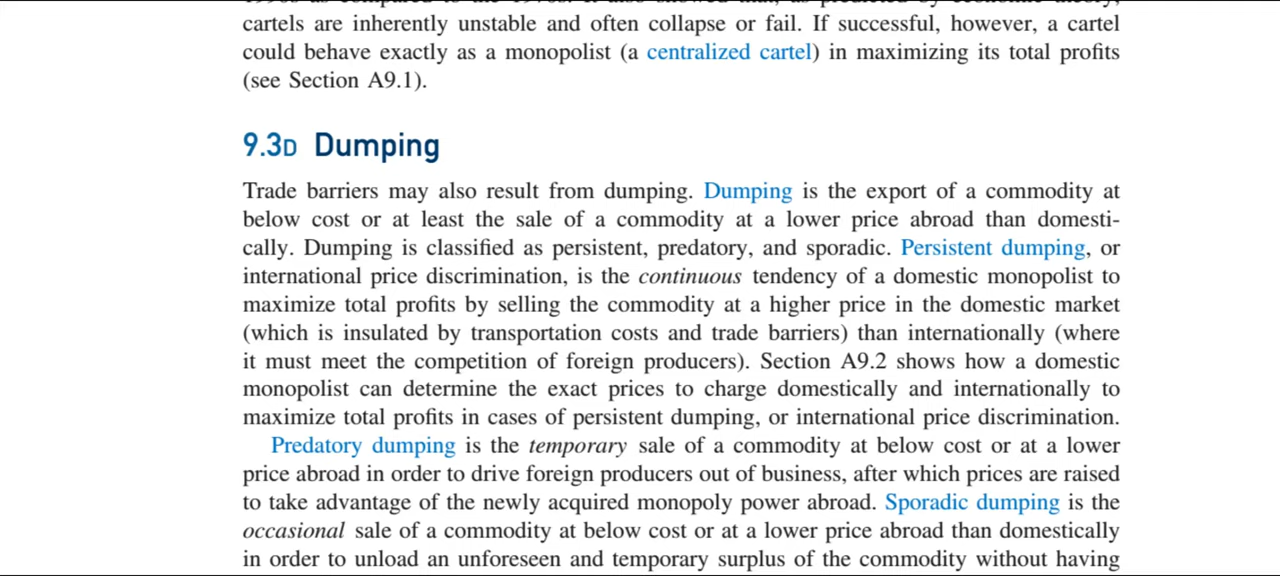 cartels are inherently unstable and often collapse or fail. If successful, however, a cartel
could behave exactly as a monopolist (a centralized cartel) in maximizing its total profits
(see Section A9.1).
9.3D Dumping
Trade barriers may also result from dumping. Dumping is the export of a commodity at
below cost or at least the sale of a commodity at a lower price abroad than domesti-
cally. Dumping is classified as persistent, predatory, and sporadic. Persistent dumping, or
international price discrimination, is the continuous tendency of a domestic monopolist to
maximize total profits by selling the commodity at a higher price in the domestic market
(which is insulated by transportation costs and trade barriers) than internationally (where
it must meet the competition of foreign producers). Section A9.2 shows how a domestic
monopolist can determine the exact prices to charge domestically and internationally to
maximize total profits in cases of persistent dumping, or international price discrimination.
Predatory dumping is the temporary sale of a commodity at below cost or at a lower
price abroad in order to drive foreign producers out of business, after which prices are raised
to take advantage of the newly acquired monopoly power abroad. Sporadic dumping is the
occasional sale of a commodity at below cost or at a lower price abroad than domestically
in order to unload an unforeseen and temporary surplus of the commodity without having